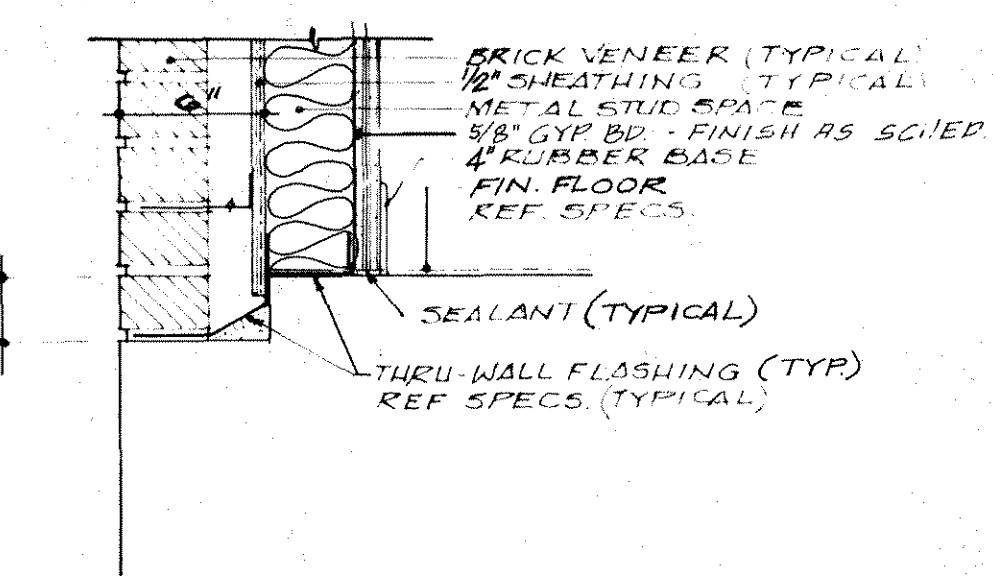 BRICK VENEER (TYPICAL)
1/2" SHEATHING (TYPICAL)
METAL STUD SPACE
5/8" GYP. BD. - FINISH AS SCHED.
4" RUBBER BASE
FIN. FLOOR
REF. SPECS.
6"
SEALANT (TYPICAL)
THRU-WALL FLASHING (TYP.)
REF SPECS. (TYPICAL)